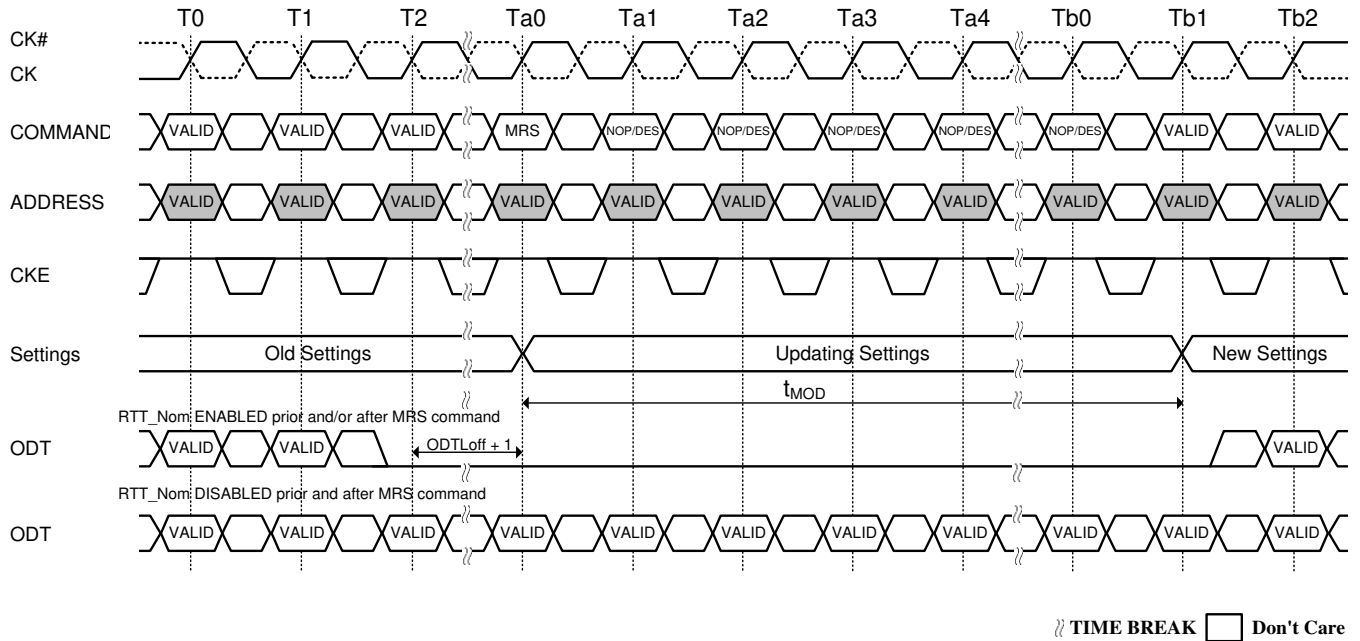 T0 T1 T2 Ta0 Ta1 Ta2 Ta3 Ta4 Tb0 Tb1 Tb2
CK#
CK
COMMAND VALID VALID VALID MRS NOP/DES NOP/DES NOP/DES NOP/DES NOP/DES VALID VALID
ADDRESS VALID VALID VALID VALID VALID VALID VALID VALID VALID VALID VALID
CKE
Settings Old Settings Updating Settings New Settings
tMOD
RTT_Nom ENABLED prior and/or after MRS command
ODT VALID VALID ODTLoff + 1 VALID
RTT_Nom DISABLED prior and after MRS command
ODT VALID VALID VALID VALID VALID VALID VALID VALID VALID VALID VALID
TIME BREAK Don't Care